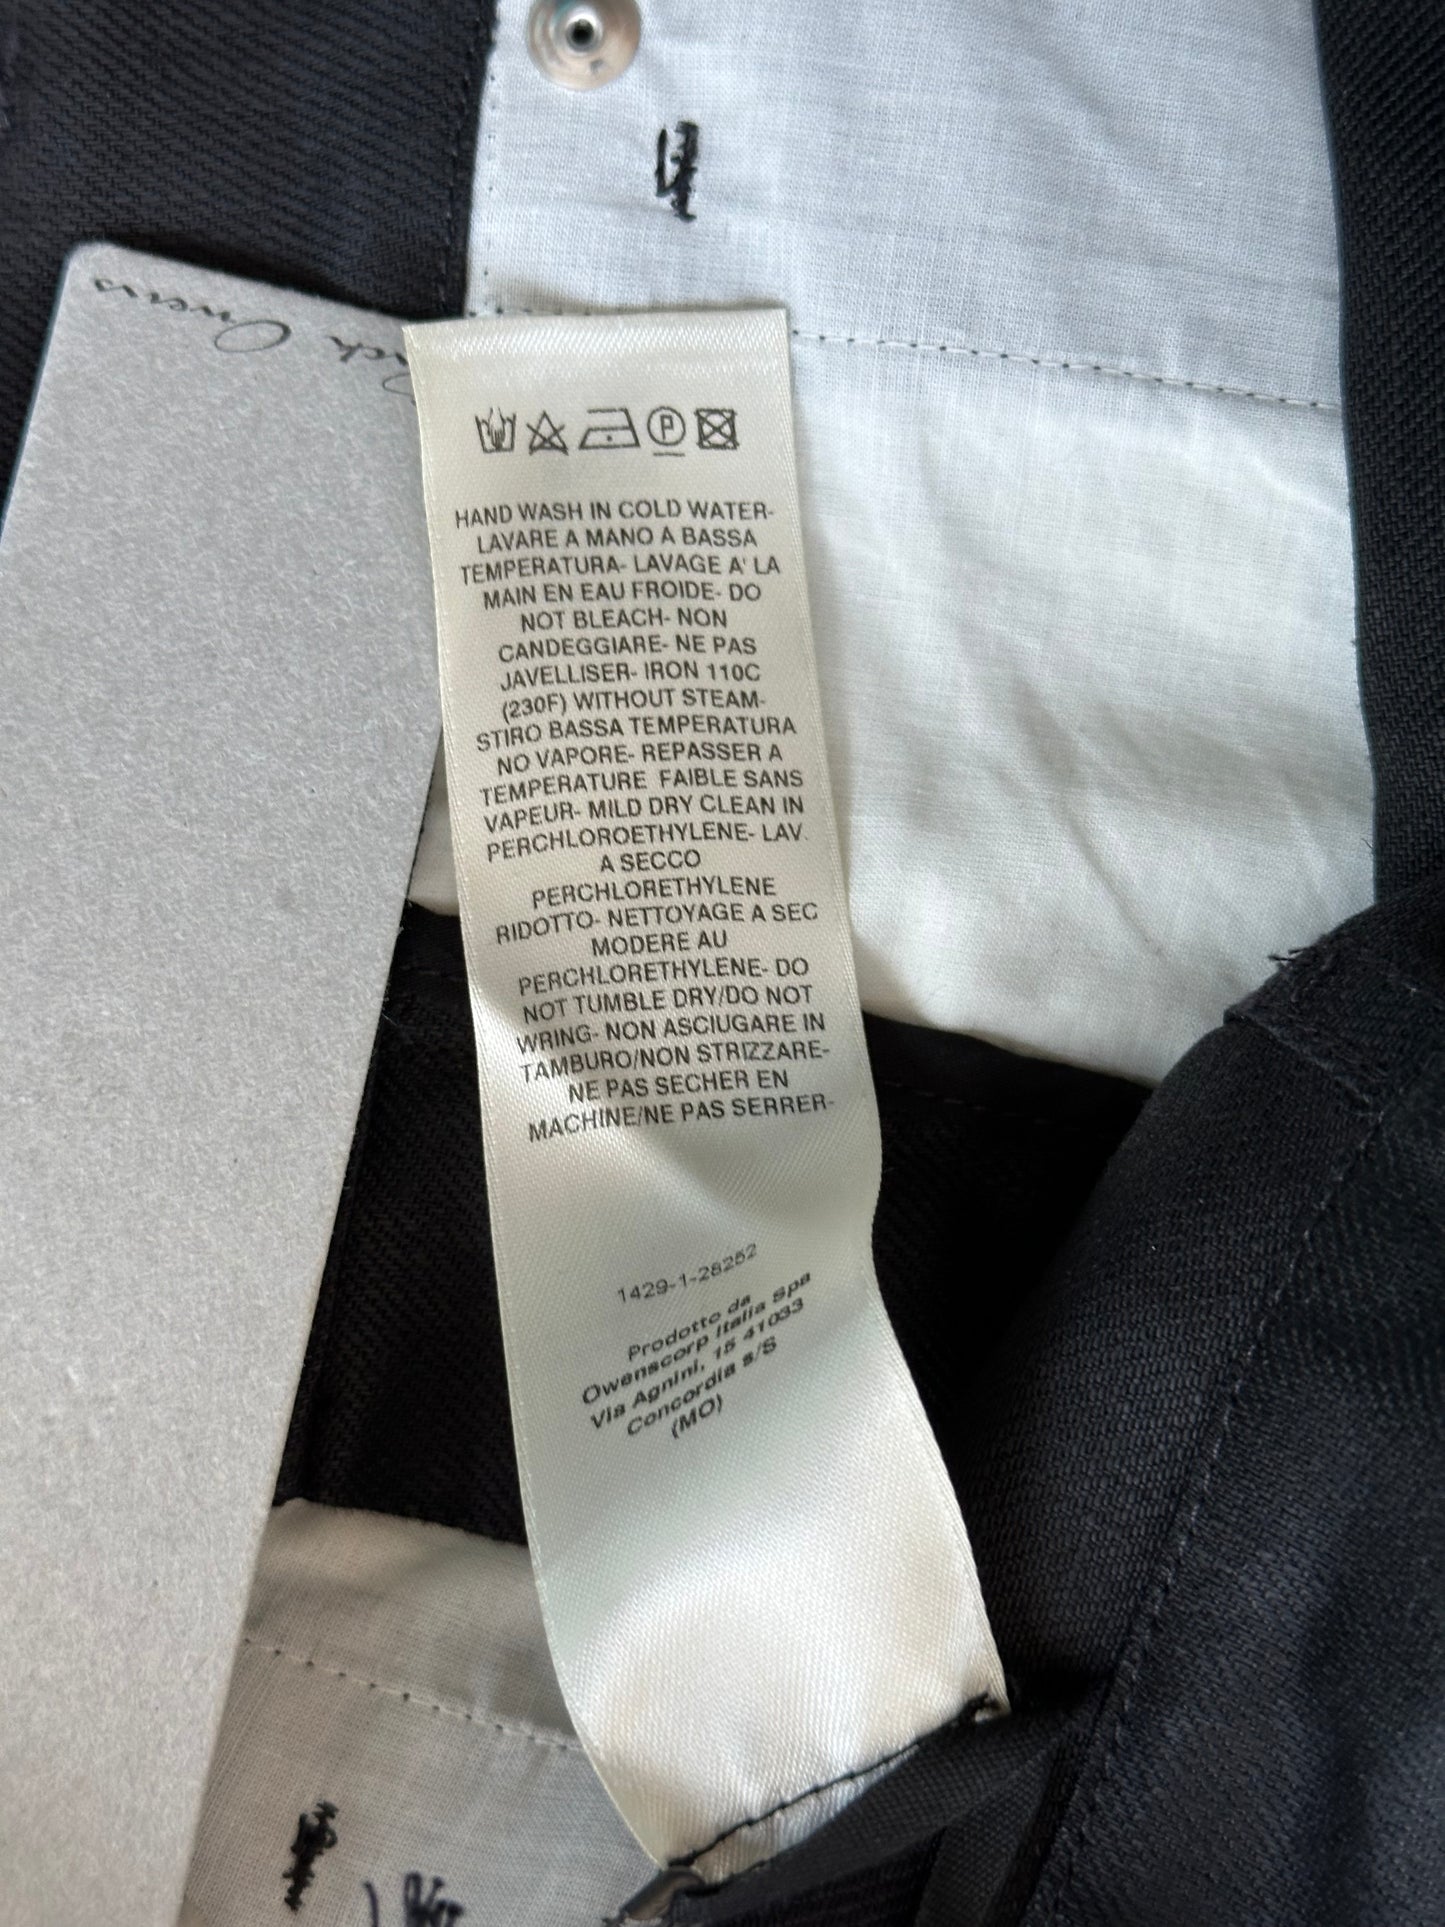 Rick Owens
P
HAND WASH IN COLD WATER-
LAVARE A MANO A BASSA
TEMPERATURA- LAVAGE A' LA
MAIN EN EAU FROIDE- DO
NOT BLEACH- NON
CANDEGGIARE- NE PAS
JAVELLISER- IRON 110C
(230F) WITHOUT STEAM-
STIRO BASSA TEMPERATURA
NO VAPORE- REPASSER A
TEMPERATURE FAIBLE SANS
VAPEUR- MILD DRY CLEAN IN
PERCHLOROETHYLENE- LAV.
A SECCO
PERCHLORETHYLENE
RIDOTTO- NETTOYAGE A SEC
MODERE AU
PERCHLORETHYLENE- DO
NOT TUMBLE DRY/DO NOT
WRING- NON ASCIUGARE IN
TAMBURO/NON STRIZZARE-
NE PAS SECHER EN
MACHINE/NE PAS SERRER-
1429-1-28252
Prodotto da
Owenscorp Italia Spa
Via Agnini, 15 41033
Concordia s/S
(MO)